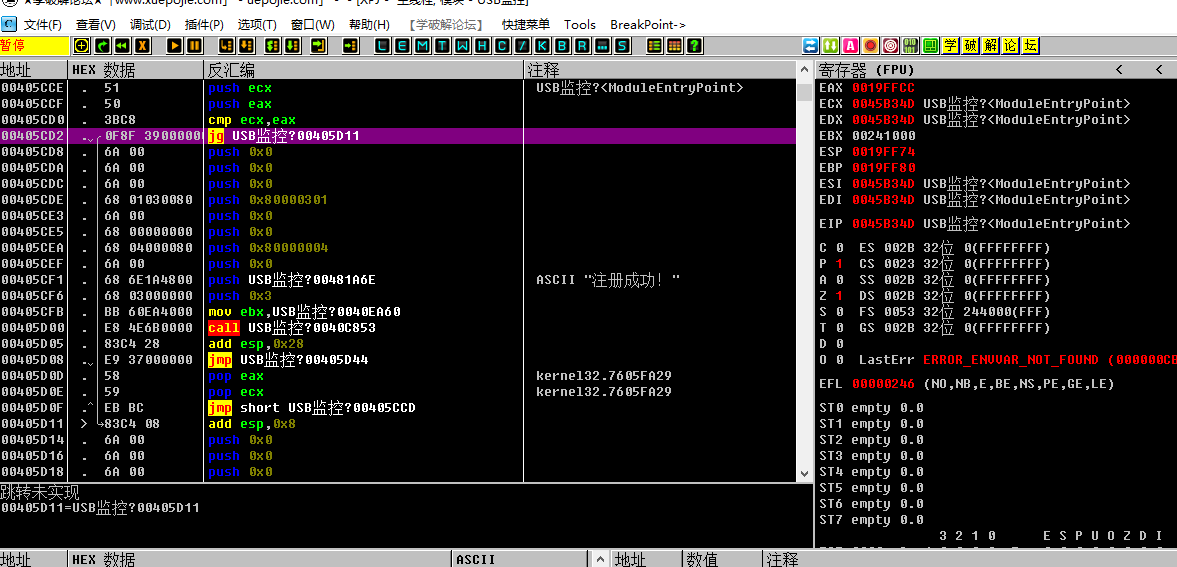 文件(F) 查看(V) 调试(D) 插件(P) 选项(T) 窗口(W) 帮助(H) 【学破解论坛】 快捷菜单 Tools BreakPoint->
暂停 L E M T W H C / K B R ... S ? A 学 破 解 论 坛
地址 HEX 数据 反汇编 注释 寄存器 (FPU) < <
00405CCE . 51 push ecx USB监控?<ModuleEntryPoint>
00405CCF . 50 push eax
00405CD0 . 3BC8 cmp ecx,eax
00405CD2 . 0F8F 39000000 jg USB监控?00405D11
00405CD8 . 6A 00 push 0x0
00405CDA . 6A 00 push 0x0
00405CDC . 6A 00 push 0x0
00405CDE . 68 01030080 push 0x80000301
00405CE3 . 6A 00 push 0x0
00405CE5 . 68 00000000 push 0x0
00405CEA . 68 04000080 push 0x80000004
00405CEF . 6A 00 push 0x0
00405CF1 . 68 6E1A4800 push USB监控?00481A6E ASCII "注册成功！"
00405CF6 . 68 03000000 push 0x3
00405CFB . BB 60EA4000 mov ebx,USB监控?0040EA60
00405D00 . E8 4E6B0000 call USB监控?0040C853
00405D05 . 83C4 28 add esp,0x28
00405D08 . E9 37000000 jmp USB监控?00405D44
00405D0D . 58 pop eax kernel32.7605FA29
00405D0E . 59 pop ecx kernel32.7605FA29
00405D0F .^ EB BC jmp short USB监控?00405CCD
00405D11 > 83C4 08 add esp,0x8
00405D14 . 6A 00 push 0x0
00405D16 . 6A 00 push 0x0
00405D18 . 6A 00 push 0x0
跳转未实现
00405D11=USB监控?00405D11
EAX 0019FFCC
ECX 0045B34D USB监控?<ModuleEntryPoint>
EDX 0045B34D USB监控?<ModuleEntryPoint>
EBX 00241000
ESP 0019FF74
EBP 0019FF80
ESI 0045B34D USB监控?<ModuleEntryPoint>
EDI 0045B34D USB监控?<ModuleEntryPoint>
EIP 0045B34D USB监控?<ModuleEntryPoint>
C 0 ES 002B 32位 0(FFFFFFFF)
P 1 CS 0023 32位 0(FFFFFFFF)
A 0 SS 002B 32位 0(FFFFFFFF)
Z 1 DS 002B 32位 0(FFFFFFFF)
S 0 FS 0053 32位 244000(FFF)
T 0 GS 002B 32位 0(FFFFFFFF)
D 0
O 0 LastErr ERROR_ENVVAR_NOT_FOUND (000000CB
EFL 00000246 (NO,NB,E,BE,NS,PE,GE,LE)
ST0 empty 0.0
ST1 empty 0.0
ST2 empty 0.0
ST3 empty 0.0
ST4 empty 0.0
ST5 empty 0.0
ST6 empty 0.0
ST7 empty 0.0
3 2 1 0 E S P U O Z D I
地址 HEX 数据 ASCII 地址 数值 注释